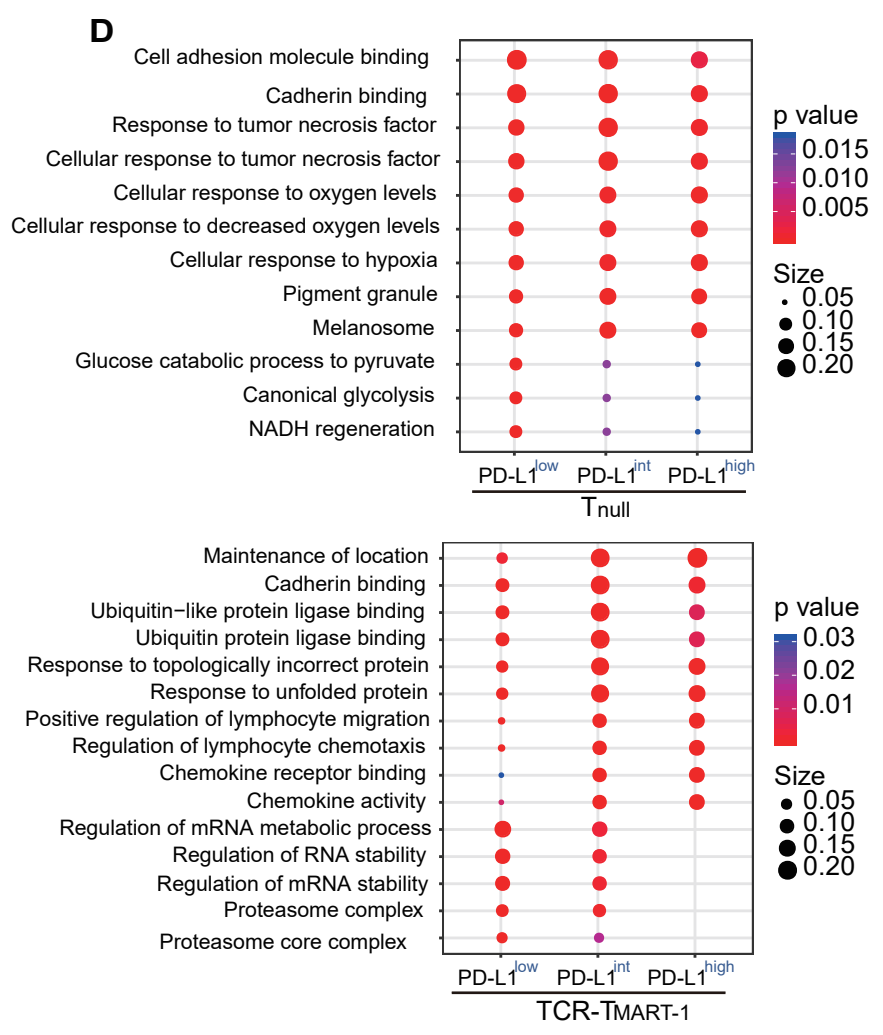 D
Cell adhesion molecule binding
Cadherin binding
Response to tumor necrosis factor
Cellular response to tumor necrosis factor
Cellular response to oxygen levels
Cellular response to decreased oxygen levels
Cellular response to hypoxia
Pigment granule
Melanosome
Glucose catabolic process to pyruvate
Canonical glycolysis
NADH regeneration
p value
0.015
0.010
0.005
Size
0.05
0.10
0.15
0.20
PD-L1low PD-L1int PD-L1high
Tnull
Maintenance of location
Cadherin binding
Ubiquitin−like protein ligase binding
Ubiquitin protein ligase binding
Response to topologically incorrect protein
Response to unfolded protein
Positive regulation of lymphocyte migration
Regulation of lymphocyte chemotaxis
Chemokine receptor binding
Chemokine activity
Regulation of mRNA metabolic process
Regulation of RNA stability
Regulation of mRNA stability
Proteasome complex
Proteasome core complex
p value
0.03
0.02
0.01
Size
0.05
0.10
0.15
0.20
PD-L1low PD-L1int PD-L1high
TCR-TMART-1